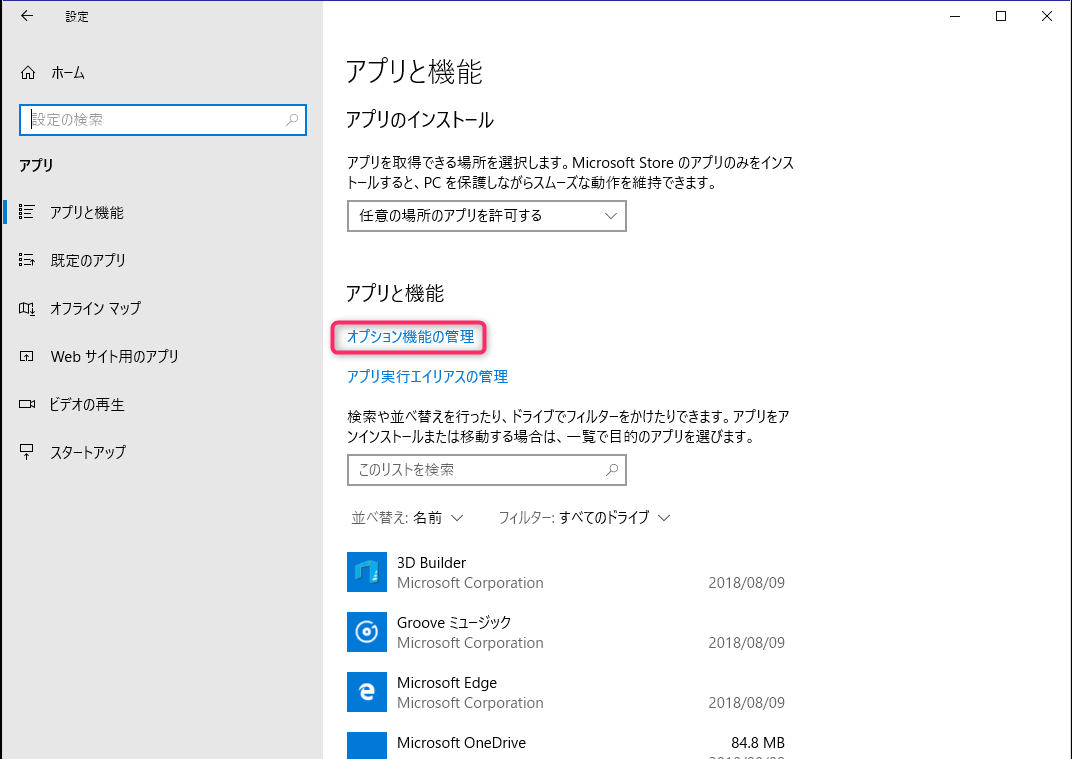 設定
ホーム
設定の検索
アプリ
アプリと機能
既定のアプリ
オフライン マップ
Web サイト用のアプリ
ビデオの再生
スタートアップ
アプリと機能
アプリのインストール
アプリを取得できる場所を選択します。Microsoft Store のアプリのみをインス
トールすると、PC を保護しながらスムーズな動作を維持できます。
任意の場所のアプリを許可する
アプリと機能
オプション機能の管理
アプリ実行エイリアスの管理
検索や並べ替えを行ったり、ドライブでフィルターをかけたりできます。アプリをア
ンインストールまたは移動する場合は、一覧で目的のアプリを選びます。
このリストを検索
並べ替え: 名前 フィルター: すべてのドライブ
3D Builder
Microsoft Corporation 2018/08/09
Groove ミュージック
Microsoft Corporation 2018/08/09
Microsoft Edge
Microsoft Corporation 2018/08/09
Microsoft OneDrive 84.8 MB